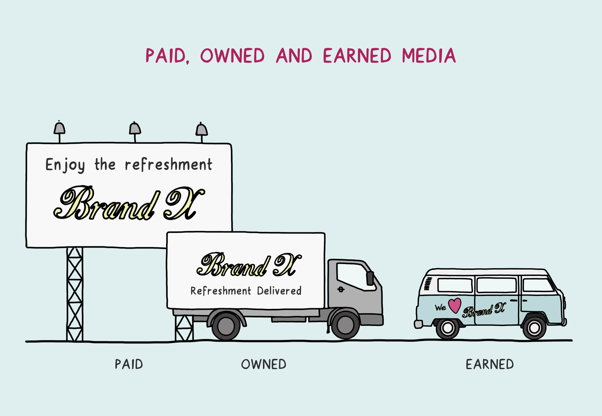 PAID, OWNED AND EARNED MEDIA
Enjoy the refreshment
Brand X
Brand X
Refreshment Delivered
We Brand X
PAID
OWNED
EARNED